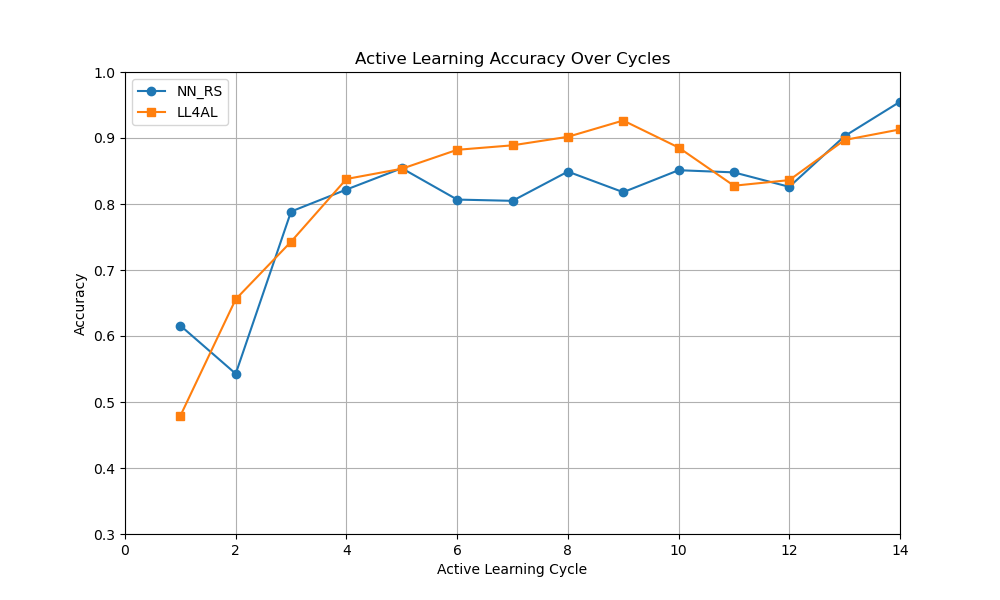 Active Learning Accuracy Over Cycles
NN_RS
LL4AL
Accuracy
1.0
0.9
0.8
0.7
0.6
0.5
0.4
0.3
0 2 4 6 8 10 12 14
Active Learning Cycle